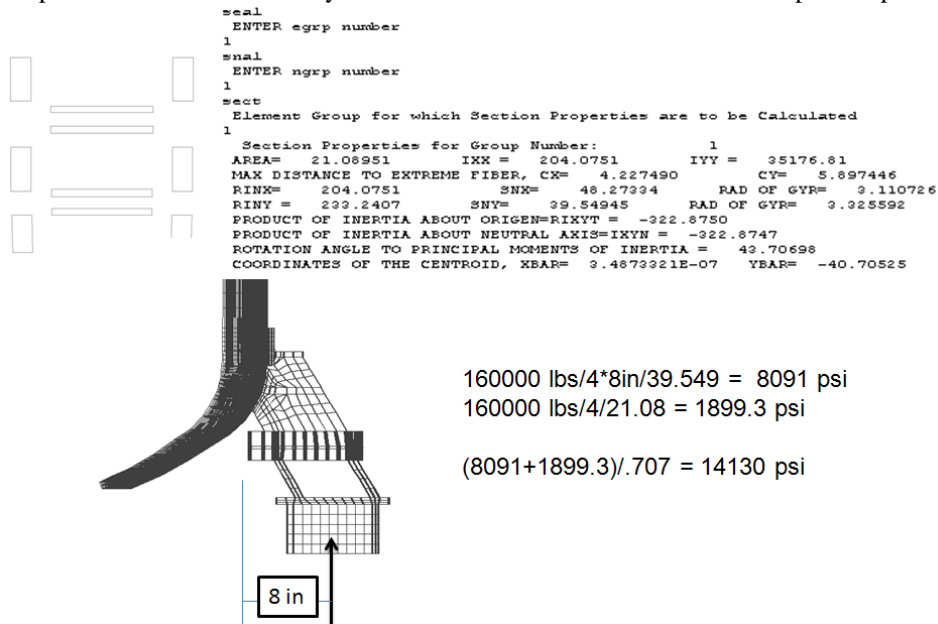 seal
ENTER egrp number
1
snal
ENTER ngrp number
1
sect
Element Group for which Section Properties are to be Calculated
1
Section Properties for Group Number: 1
AREA= 21.08951 IXX = 204.0751 IYY = 35176.81
MAX DISTANCE TO EXTREME FIBER, CX= 4.227490 CY= 5.897446
RINX= 204.0751 SNX= 48.27334 RAD OF GYR= 3.110726
RINY = 233.2407 SNY= 39.54945 RAD OF GYR= 3.325592
PRODUCT OF INERTIA ABOUT ORIGEN=RIXYT = -322.8750
PRODUCT OF INERTIA ABOUT NEUTRAL AXIS=IXYN = -322.8747
ROTATION ANGLE TO PRINCIPAL MOMENTS OF INERTIA = 43.70698
COORDINATES OF THE CENTROID, XBAR= 3.4873321E-07 YBAR= -40.70525
160000 lbs/4*8in/39.549 = 8091 psi
160000 lbs/4/21.08 = 1899.3 psi
(8091+1899.3)/.707 = 14130 psi
8 in